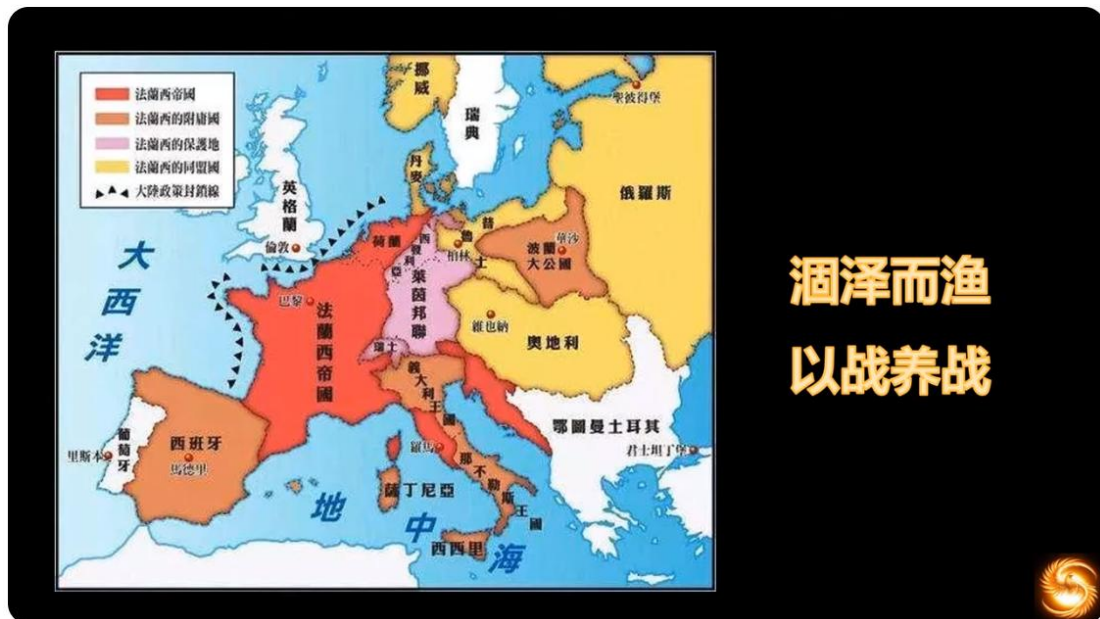 法蘭西帝國
法蘭西的附庸國
法蘭西的保護地
法蘭西的同盟國
大陸政策封鎖線
挪威
瑞典
聖彼得堡
丹麥
俄羅斯
英格蘭
倫敦
荷蘭
西發利亞
普魯士
柏林
華沙
波蘭大公國
大西洋
巴黎
法蘭西帝國
萊茵邦聯
維也納
奧地利
瑞士
義大利王國
鄂圖曼土耳其
君士坦丁堡
葡萄牙
里斯本
西班牙
馬德里
羅馬
那不勒斯王國
薩丁尼亞
西西里
地中海
涸泽而渔
以战养战